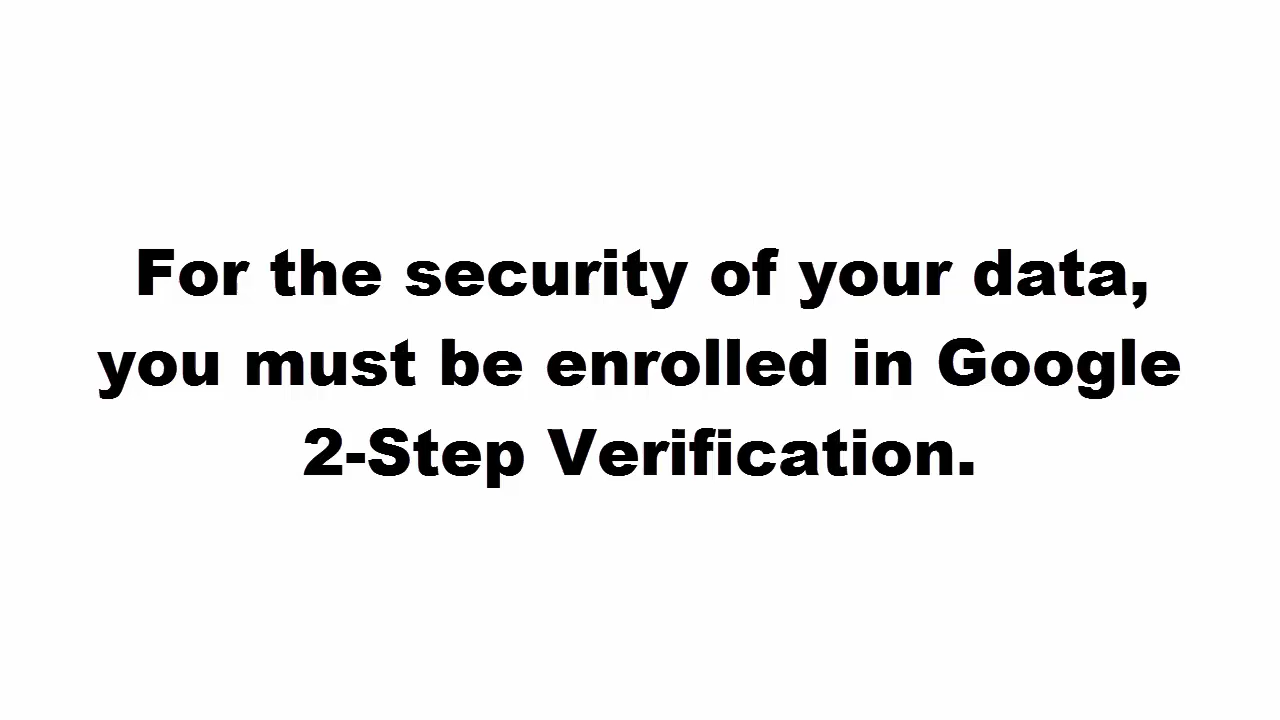 For the security of your data,
you must be enrolled in Google
2-Step Verification.